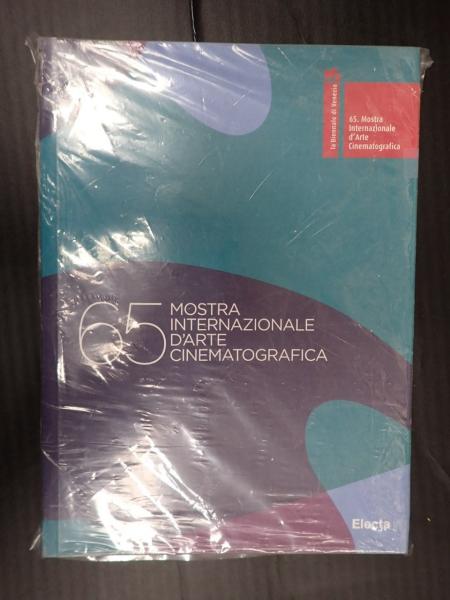 la Biennale di Venezia
65. Mostra
Internazionale
d'Arte
Cinematografica
65
MOSTRA
INTERNAZIONALE
D'ARTE
CINEMATOGRAFICA
Electa